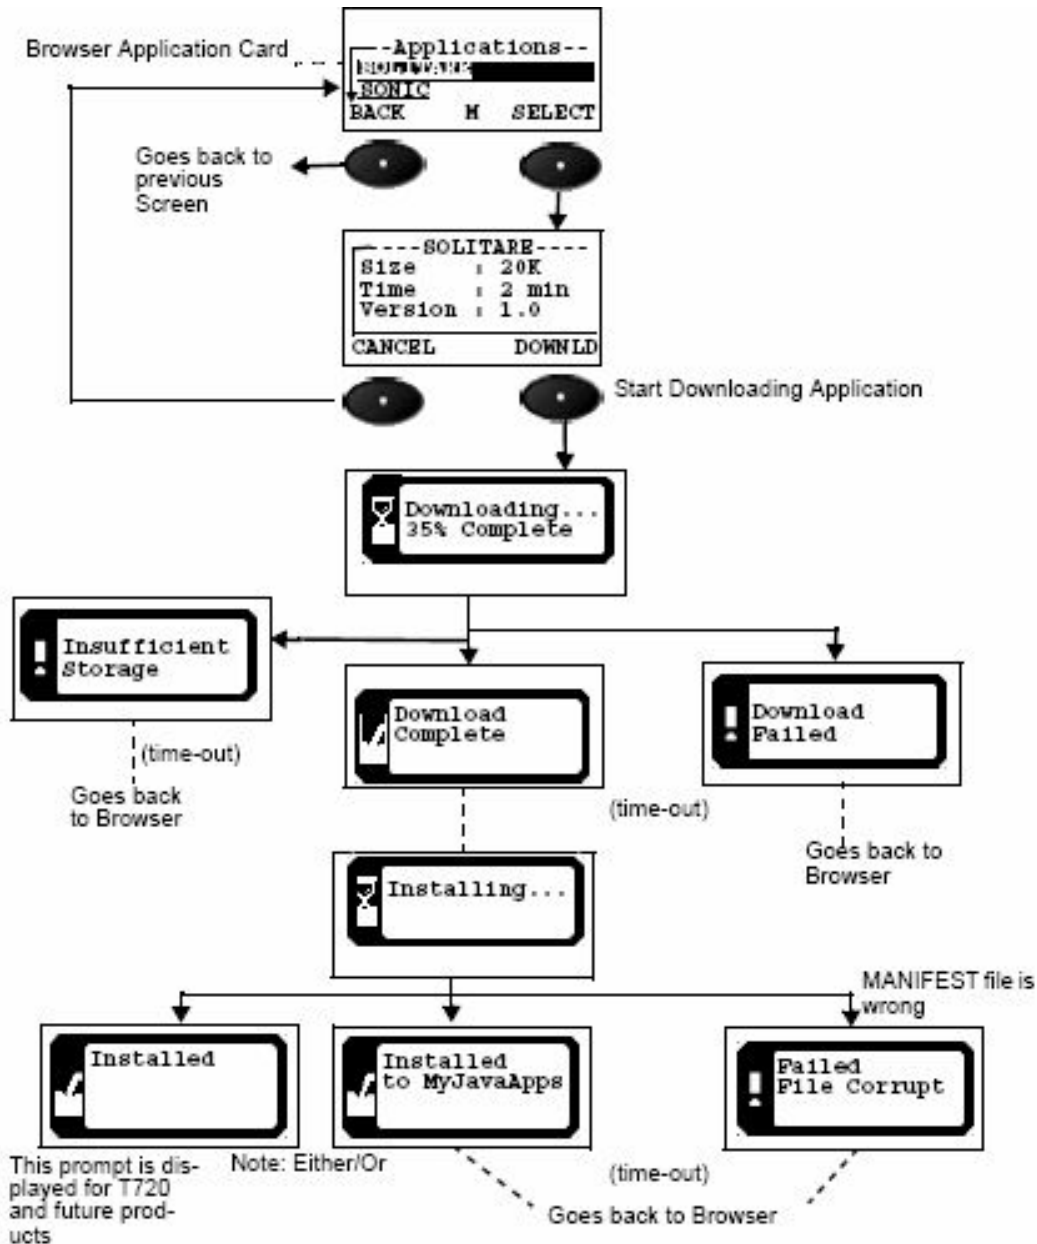 Browser Application Card
--Applications--
SOLITARE
SONIC
BACK M SELECT
Goes back to
previous
Screen
----SOLITARE----
Size : 20K
Time : 2 min
Version : 1.0
CANCEL DOWNLD
Start Downloading Application
Downloading...
35% Complete
Insufficient
Storage
Download
Complete
Download
Failed
(time-out)
Goes back
to Browser
(time-out)
Goes back to
Browser
Installing...
MANIFEST file is
wrong
Installed
Installed
to MyJavaApps
Failed
File Corrupt
This prompt is dis-
played for T720
and future prod-
ucts
Note: Either/Or
(time-out)
Goes back to Browser